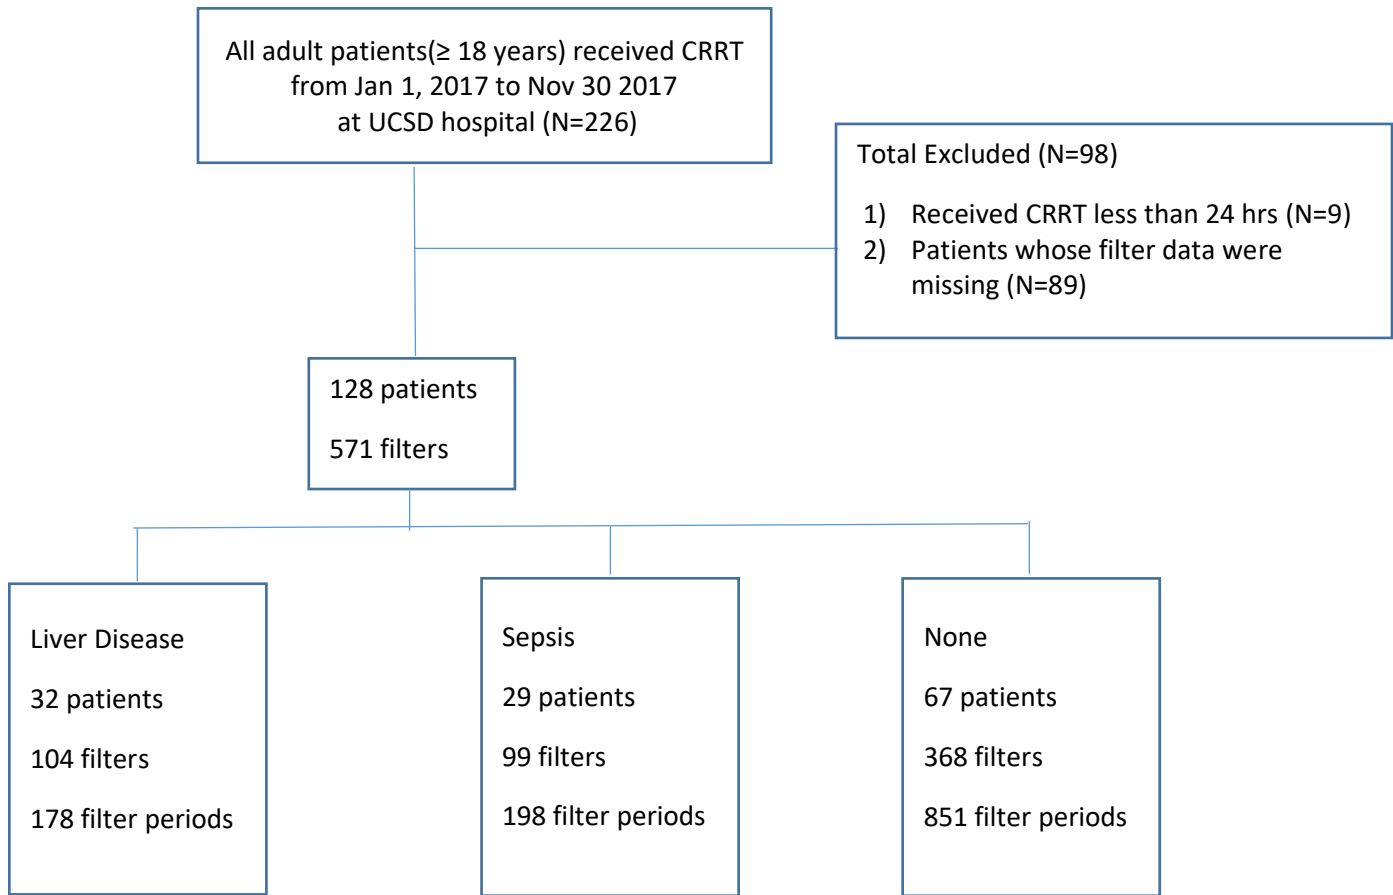 All adult patients(≥ 18 years) received CRRT
from Jan 1, 2017 to Nov 30 2017
at UCSD hospital (N=226)
Total Excluded (N=98)
1) Received CRRT less than 24 hrs (N=9)
2) Patients whose filter data were
missing (N=89)
128 patients
571 filters
Liver Disease
32 patients
104 filters
178 filter periods
Sepsis
29 patients
99 filters
198 filter periods
None
67 patients
368 filters
851 filter periods